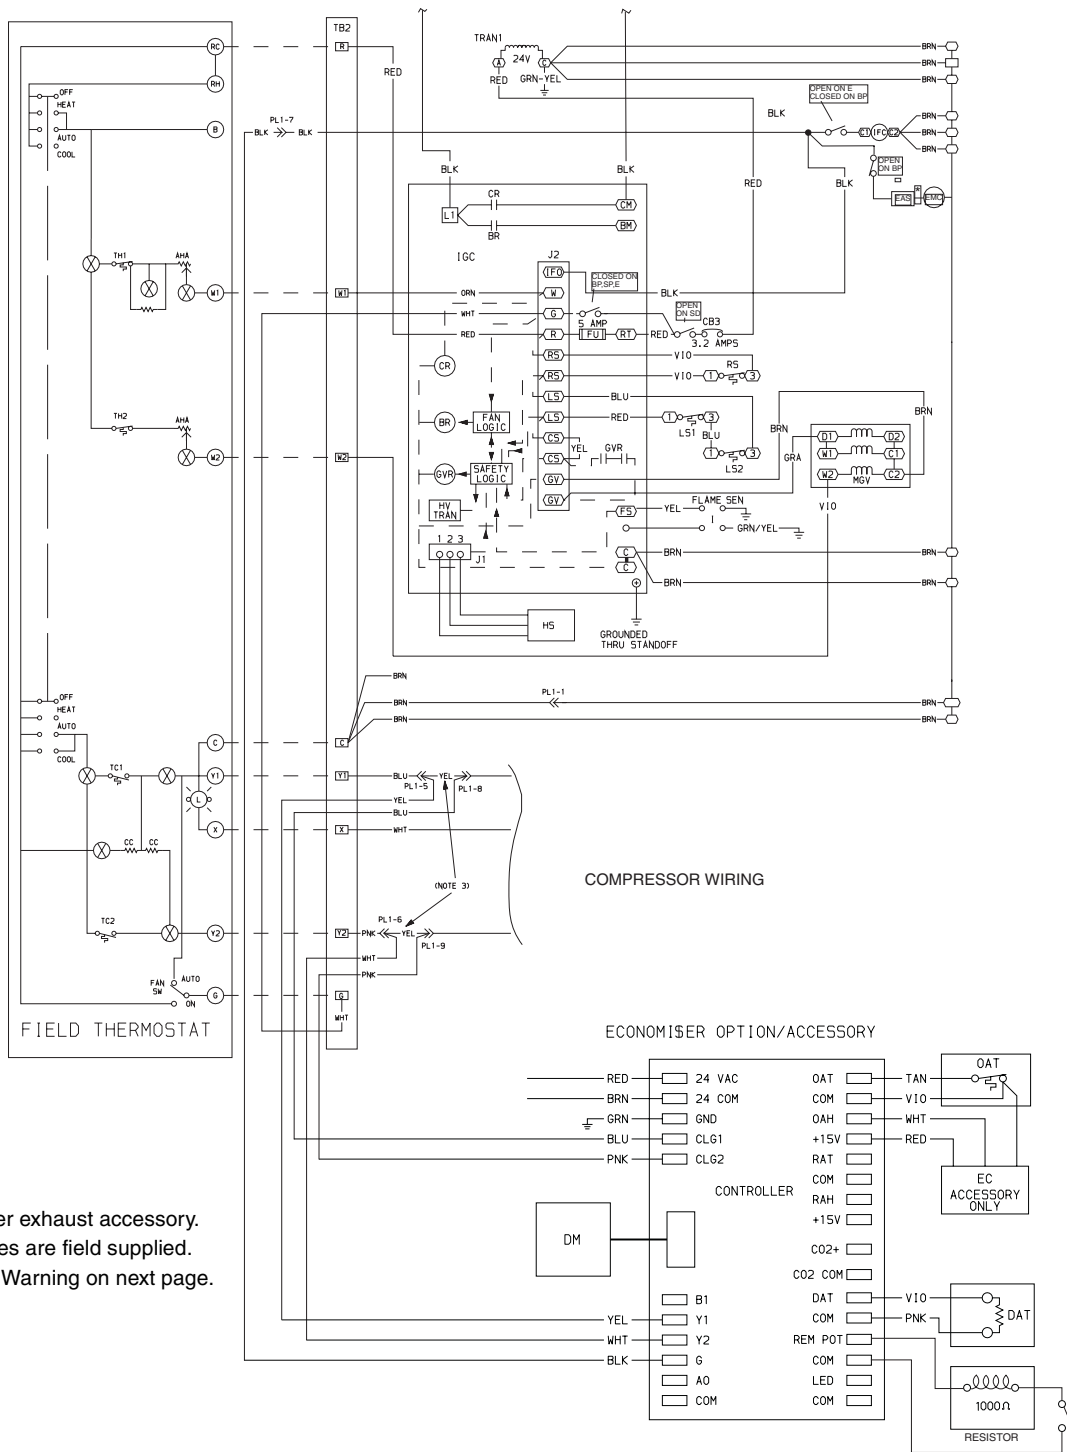 TB2
TRAN1
24V
A
C
RED
GRN-YEL
BRN
BRN
BRN
RC
R
RED
RH
OFF
HEAT
AUTO
COOL
B
BLK
PL1-7
BLK
BLK
OPEN ON E
CLOSED ON BP
C1
IFC
C2
BRN
BRN
BRN
OPEN
ON BP
EAS
*
EMC
BLK
BLK
RED
BLK
L1
CR
BR
CM
BM
IGC
J2
IFO
W
G
R
RS
RS
LS
LS
CS
CS
GV
GV
CLOSED ON
BP,SP,E
BLK
OPEN
ON SD
5 AMP
FU
RT
RED
CB3
3.2 AMPS
VIO
VIO
1
RS
3
BLU
RED
1
3
LS1
BLU
1
3
LS2
YEL
GVR
BRN
GRA
BRN
D1
D2
W1
C1
W2
C2
MGV
VIO
TH1
AHA
W1
W1
ORN
WHT
RED
CR
BR
FAN
LOGIC
GVR
SAFETY
LOGIC
HV
TRAN
1 2 3
J1
TH2
AHA
W2
W2
FS
YEL
FLAME SEN
I
GRN/YEL
C
C
BRN
BRN
BRN
BRN
HS
GROUNDED
THRU STANDOFF
OFF
HEAT
AUTO
COOL
BRN
BRN
BRN
PL1-1
BRN
BRN
C
C
TC1
Y1
Y1
BLU
PL1-5
YEL
PL1-8
YEL
BLU
L
X
X
WHT
CC
CC
(NOTE 3)
COMPRESSOR WIRING
TC2
Y2
Y2
PNK
PL1-6
YEL
PL1-9
WHT
PNK
FAN
SW
AUTO
ON
G
G
WHT
FIELD THERMOSTAT
ECONOMI$ER OPTION/ACCESSORY
RED
24 VAC
BRN
24 COM
GRN
GND
BLU
CLG1
PNK
CLG2
CONTROLLER
DM
B1
YEL
Y1
WHT
Y2
BLK
G
AO
COM
OAT
TAN
OAT
COM
VIO
OAH
WHT
+15V
RED
RAT
COM
RAH
+15V
EC
ACCESSORY
ONLY
CO2+
CO2 COM
DAT
VIO
COM
PNK
DAT
REM POT
COM
LED
COM
1000Ω
RESISTOR
er exhaust accessory.
es are field supplied.
Warning on next page.